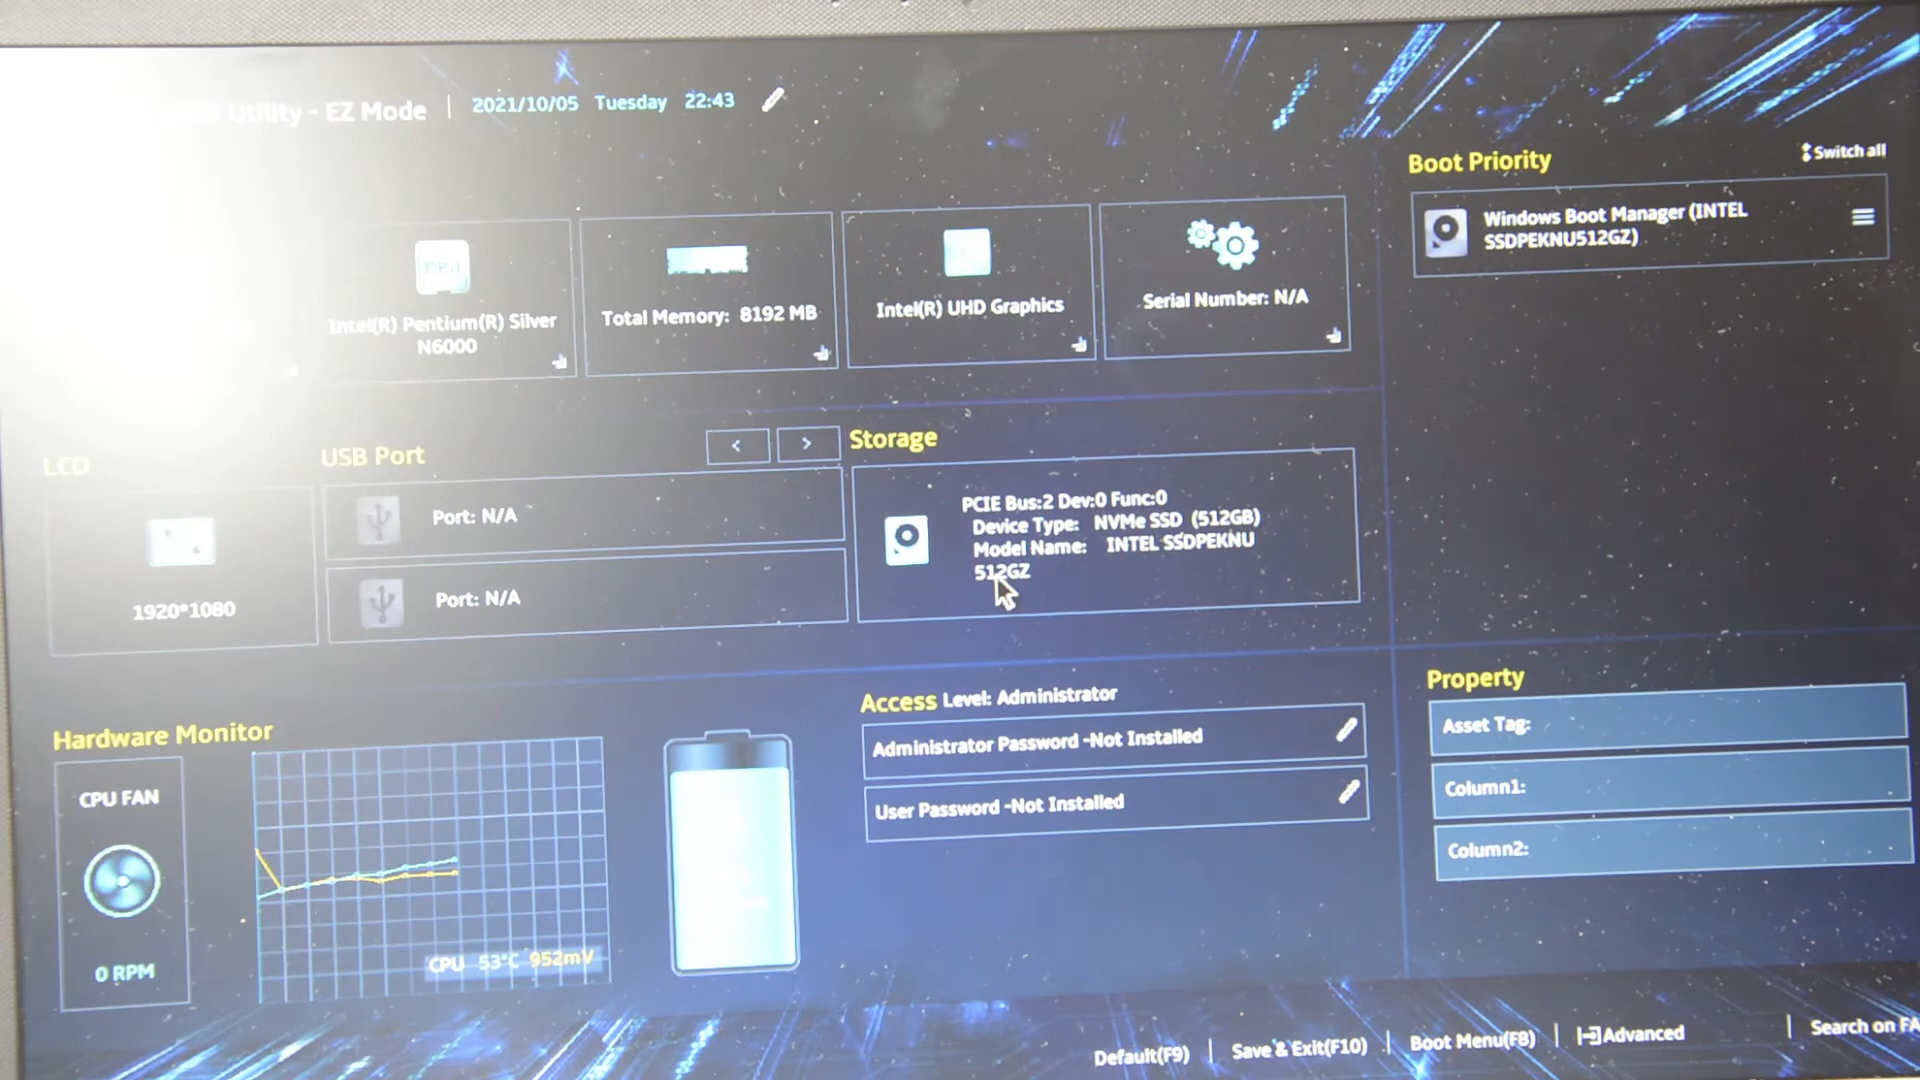 Utility - EZ Mode
2021/10/05 Tuesday 22:43
Boot Priority
Switch all
Windows Boot Manager (INTEL
SSDPEKNU512GZ)
CPU
Intel(R) Pentium(R) Silver
N6000
Total Memory: 8192 MB
Intel(R) UHD Graphics
Serial Number: N/A
LCD
1920*1080
USB Port
<
>
Port: N/A
Port: N/A
Storage
PCIE Bus:2 Dev:0 Func:0
Device Type: NVMe SSD (512GB)
Model Name: INTEL SSDPEKNU
512GZ
Hardware Monitor
CPU FAN
0 RPM
CPU 53°C 952mV
Access Level: Administrator
Administrator Password -Not Installed
User Password -Not Installed
Property
Asset Tag:
Column1:
Column2:
Default(F9)
Save & Exit(F10)
Boot Menu(F8)
Advanced
Search on FA